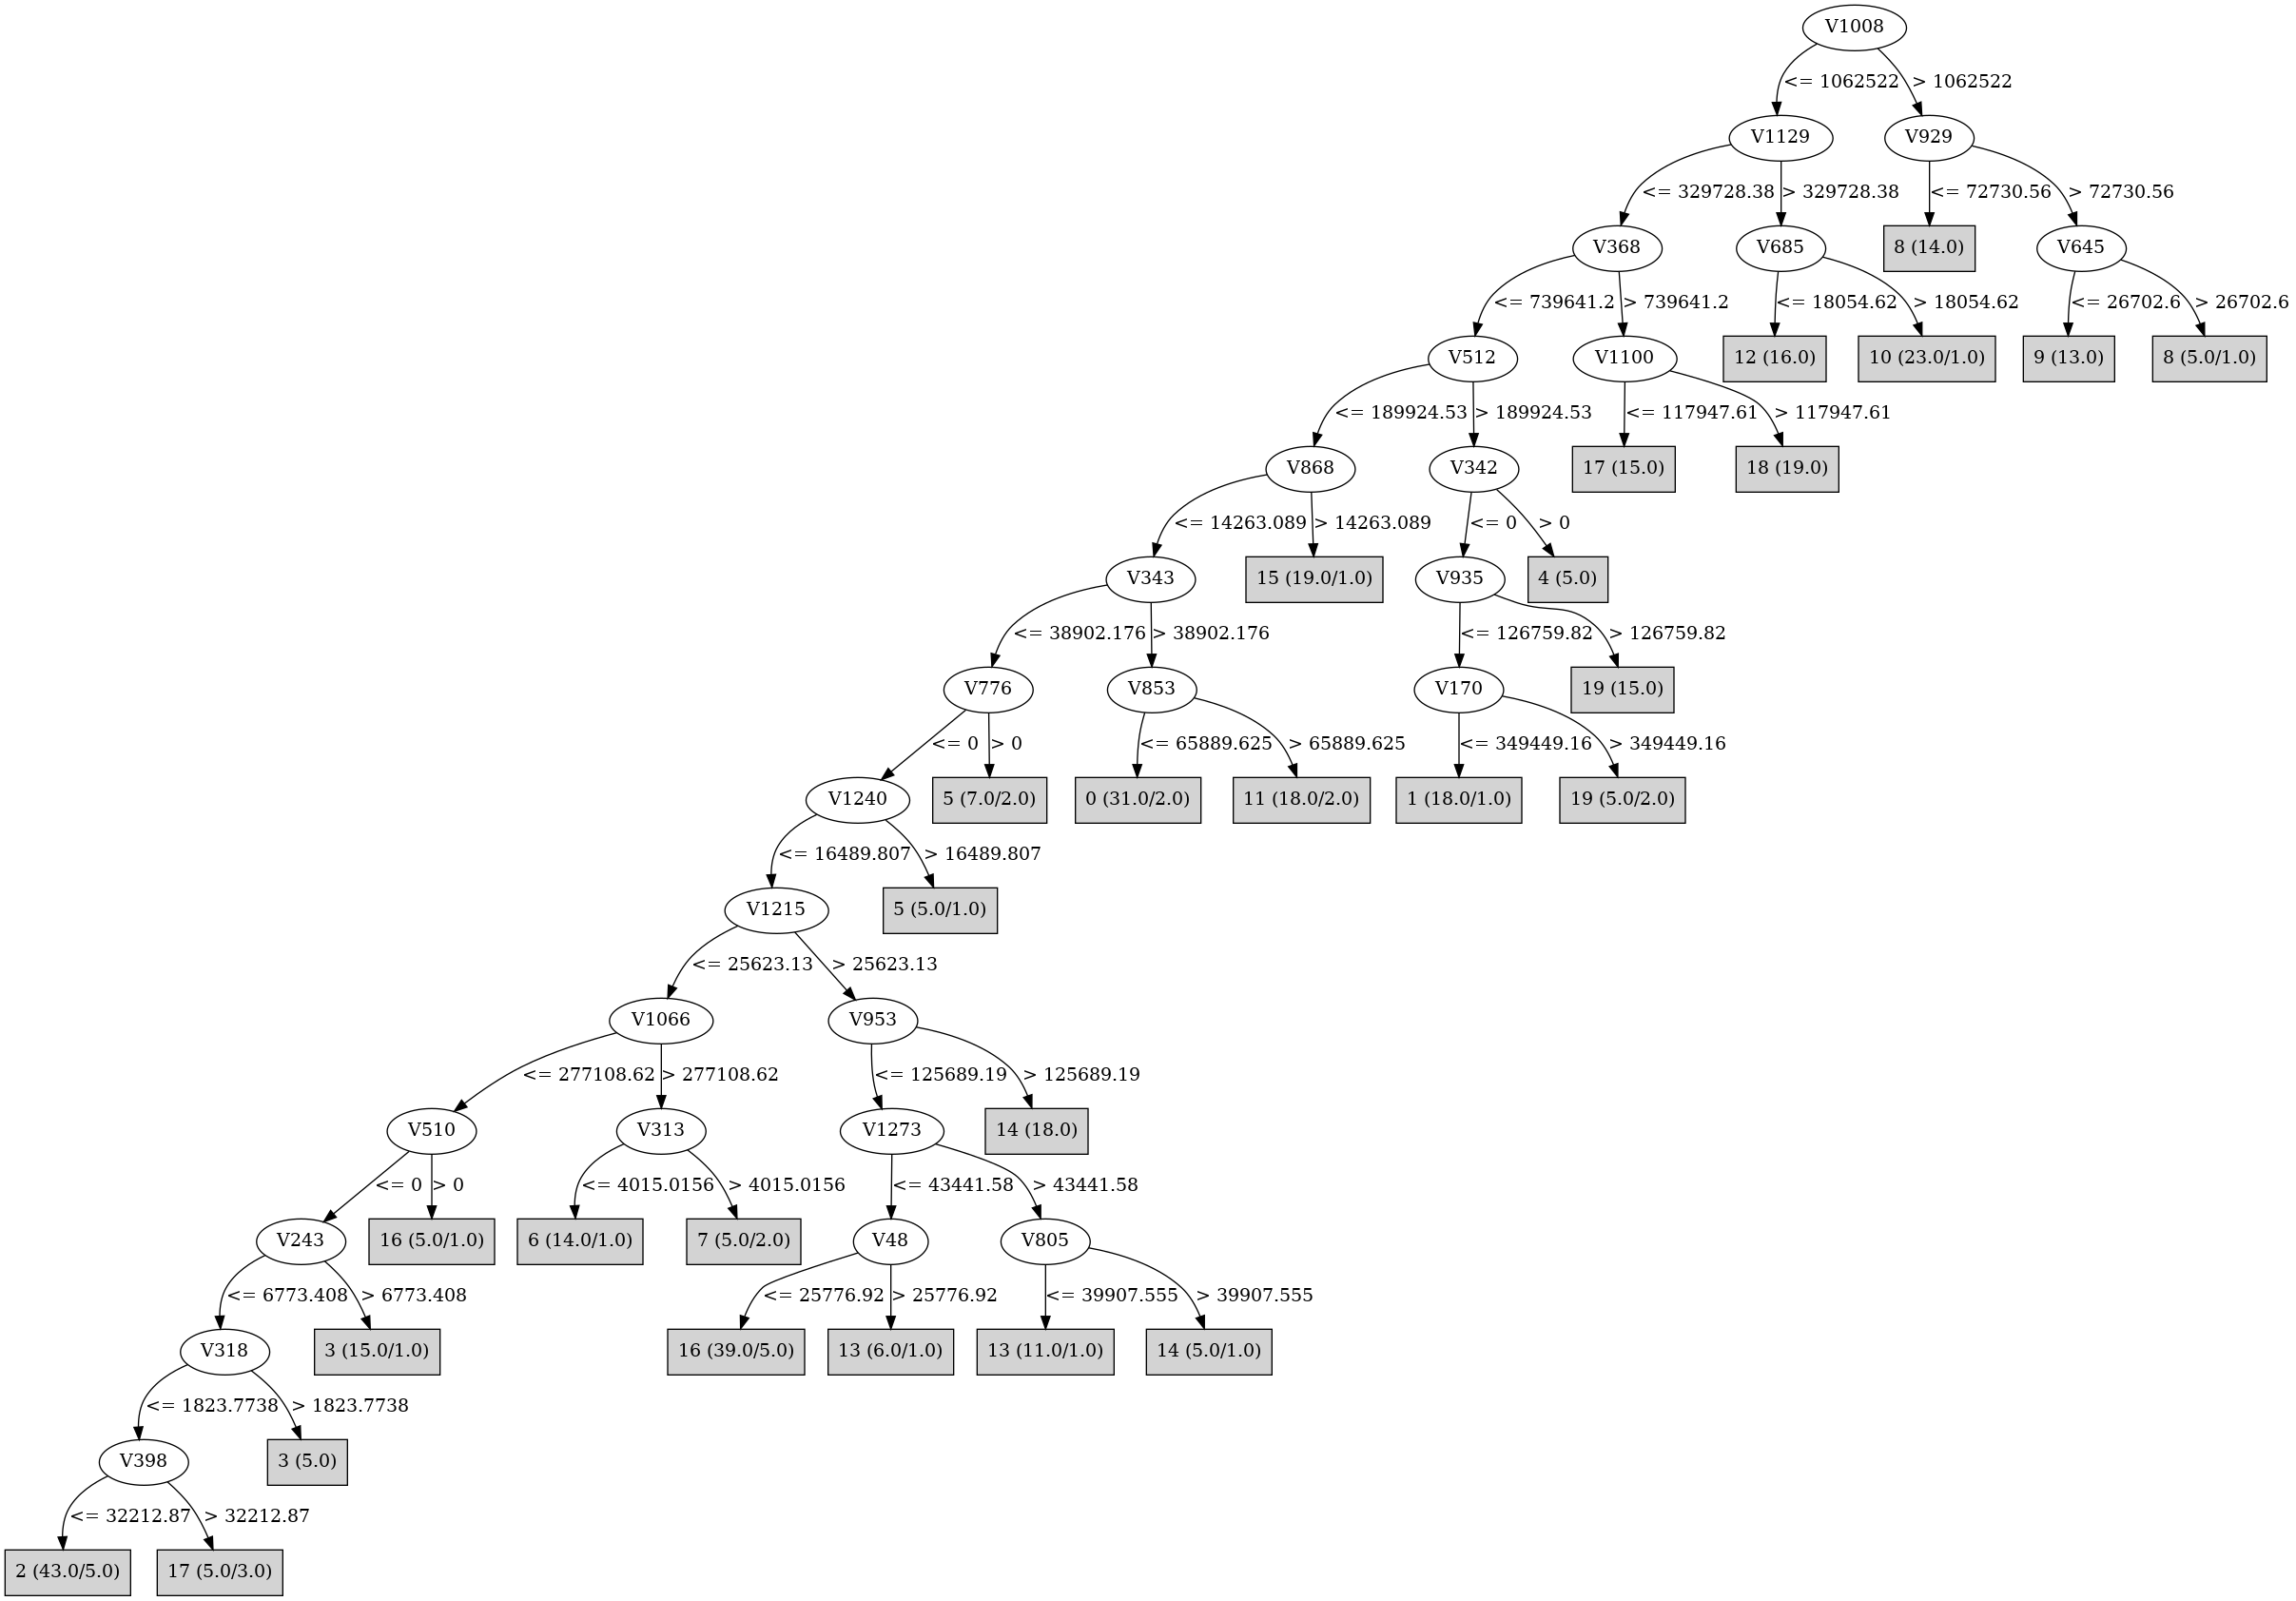 V1008
<= 1062522 > 1062522
V1129 V929
<= 329728.38 > 329728.38 <= 72730.56 > 72730.56
V368 V685 8 (14.0) V645
<= 739641.2 > 739641.2 <= 18054.62 > 18054.62 <= 26702.6 > 26702.6
V512 V1100 12 (16.0) 10 (23.0/1.0) 9 (13.0) 8 (5.0/1.0)
<= 189924.53 > 189924.53 <= 117947.61 > 117947.61
V868 V342 17 (15.0) 18 (19.0)
<= 14263.089 > 14263.089 <= 0 > 0
V343 15 (19.0/1.0) V935 4 (5.0)
<= 38902.176 > 38902.176 <= 126759.82 > 126759.82
V776 V853 V170 19 (15.0)
<= 0 > 0 <= 65889.625 > 65889.625 <= 349449.16 > 349449.16
V1240 5 (7.0/2.0) 0 (31.0/2.0) 11 (18.0/2.0) 1 (18.0/1.0) 19 (5.0/2.0)
<= 16489.807 > 16489.807
V1215 5 (5.0/1.0)
<= 25623.13 > 25623.13
V1066 V953
<= 277108.62 > 277108.62 <= 125689.19 > 125689.19
V510 V313 V1273 14 (18.0)
<= 0 > 0 <= 4015.0156 > 4015.0156 <= 43441.58 > 43441.58
V243 16 (5.0/1.0) 6 (14.0/1.0) 7 (5.0/2.0) V48 V805
<= 6773.408 > 6773.408 <= 25776.92 > 25776.92 <= 39907.555 > 39907.555
V318 3 (15.0/1.0) 16 (39.0/5.0) 13 (6.0/1.0) 13 (11.0/1.0) 14 (5.0/1.0)
<= 1823.7738 > 1823.7738
V398 3 (5.0)
<= 32212.87 > 32212.87
2 (43.0/5.0) 17 (5.0/3.0)